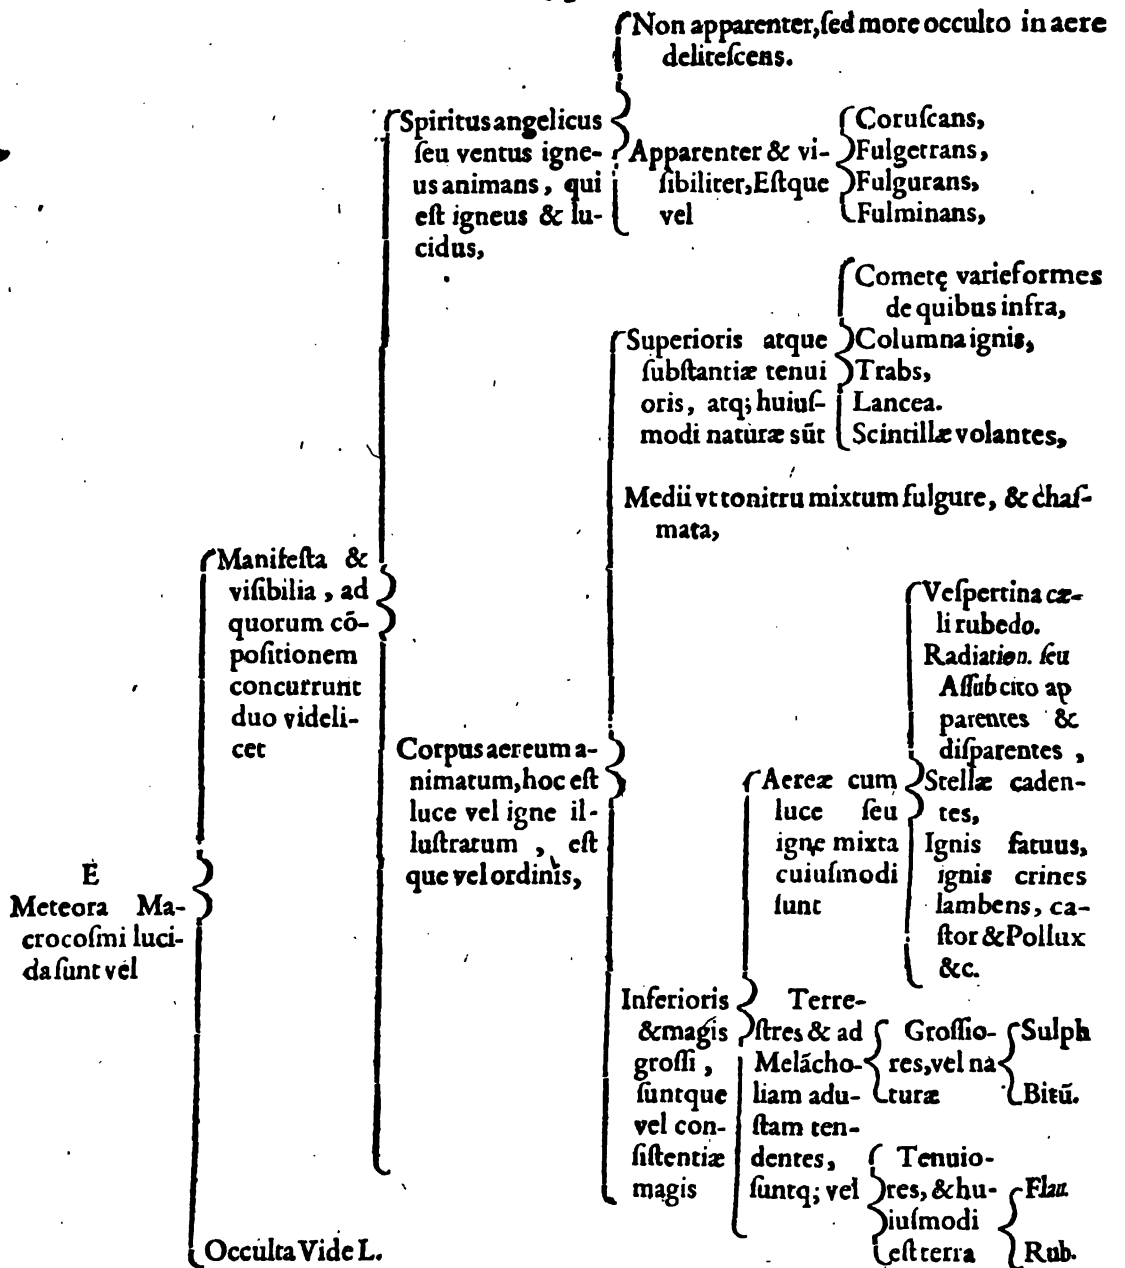 E
Meteora Ma-
crocoſmi luci-
da ſunt vel
Manifeſta &
viſibilia, ad
quorum cō-
poſitionem
concurrunt
duo videli-
cet
Spiritus angelicus
ſeu ventus igne-
us animans, qui
eſt igneus & lu-
cidus,
Non apparenter, ſed more occulto in aere
deliteſcens.
Apparenter & vi-
ſibiliter, Eſtque
vel
Coruſcans,
Fulgetrans,
Fulgurans,
Fulminans,
Corpus aereum a-
nimatum, hoc eſt
luce vel igne il-
luſtratum, eſt
que vel ordinis,
Superioris atque
ſubſtantiæ tenui
oris, atq; huiuſ-
modi naturæ sūt
Cometę varieformes
de quibus infra,
Columna ignis,
Trabs,
Lancea.
Scintillæ volantes,
Medii vt tonitru mixtum fulgure, & chaſ-
mata,
Inferioris
& magis
groſſi,
ſuntque
vel con-
ſiſtentiæ
magis
Aereæ cum
luce ſeu
igne mixta
cuiuſmodi
ſunt
Veſpertina cæ-
li rubedo.
Radiation. ſeu
Aſſub cito ap
parentes &
diſparentes,
Stellæ caden-
tes,
Ignis fatuus,
ignis crines
lambens, ca-
ſtor & Pollux
&c.
Terre-
ſtres & ad
Melācho-
liam adu-
ſtam ten-
dentes,
ſuntq; vel
Groſſio-
res, vel na
turæ
Sulph
Bitū.
Tenuio-
res, & hu-
iuſmodi
eſt terra
Flau.
Rub.
Occulta Vide L.